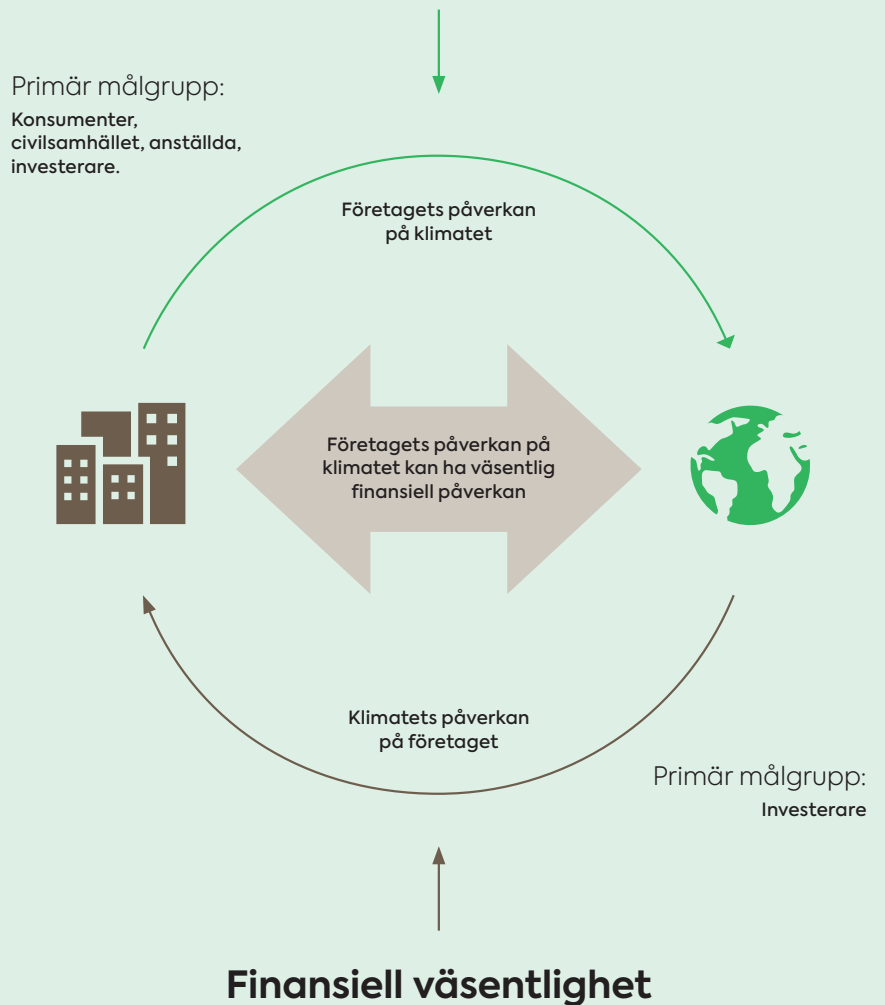 Primär målgrupp:
Konsumenter,
civilsamhället, anställda,
investerare.
Företagets påverkan
på klimatet
Företagets påverkan på
klimatet kan ha väsentlig
finansiell påverkan
Klimatets påverkan
på företaget
Primär målgrupp:
Investerare
Finansiell väsentlighet